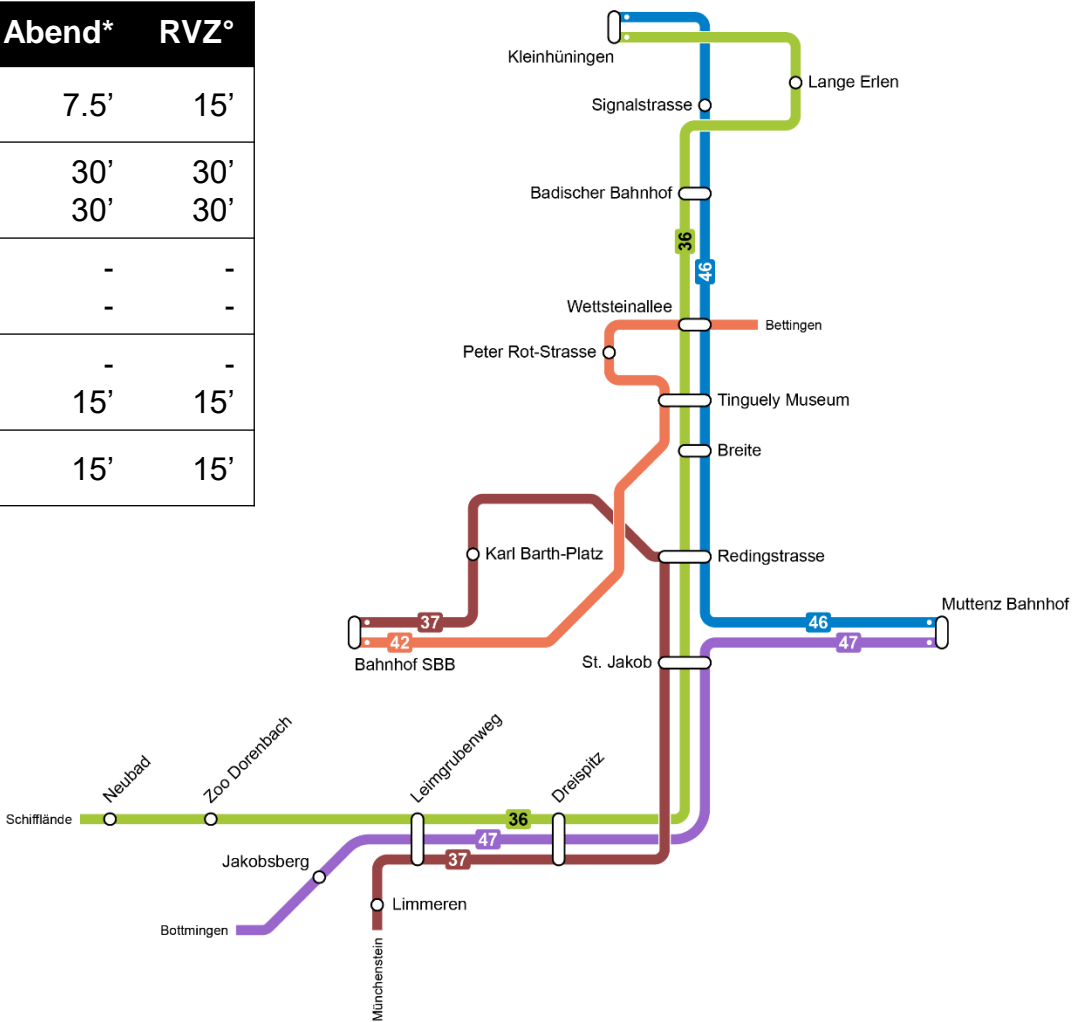 Abend* RVZ°
7.5’ 15’
30’ 30’
30’ 30’
- -
- -
- -
15’ 15’
15’ 15’
Kleinhüningen
Lange Erlen
Signalstrasse
Badischer Bahnhof
36
46
Wettsteinallee
Bettingen
Peter Rot-Strasse
Tinguely Museum
Breite
Karl Barth-Platz
Redingstrasse
Muttenz Bahnhof
37
46
42
47
Bahnhof SBB
St. Jakob
Neubad
Zoo Dorenbach
Leimgrubenweg
Dreispitz
Schifflände
36
47
37
Jakobsberg
Limmeren
Bottmingen
Münchenstein